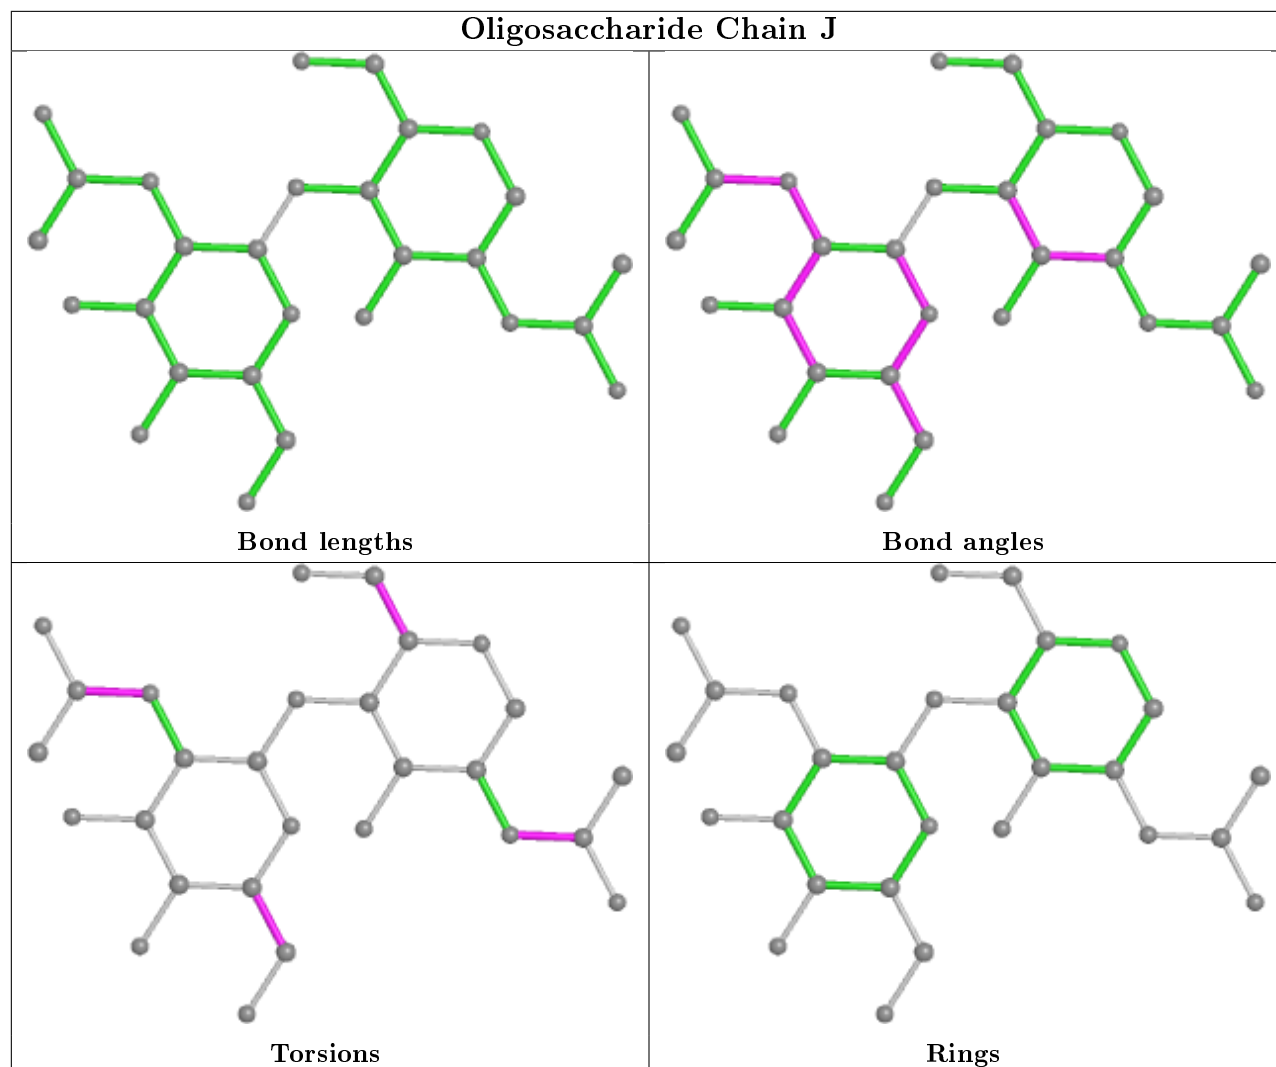 Oligosaccharide Chain J
Bond lengths
Bond angles
Torsions
Rings